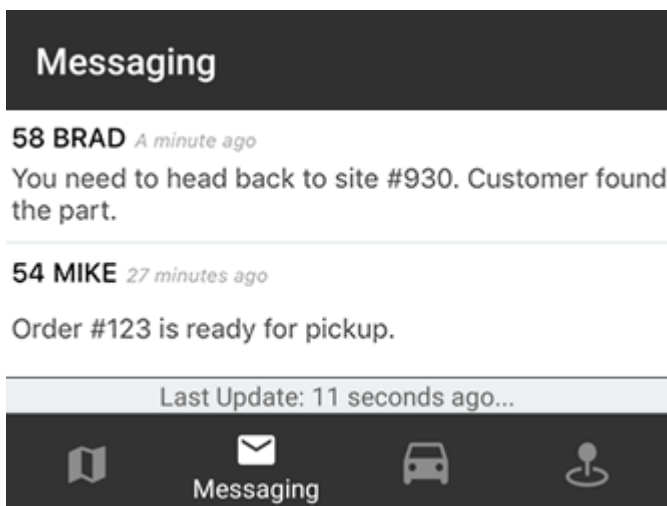 Messaging
58 BRAD A minute ago
You need to head back to site #930. Customer found
the part.
54 MIKE 27 minutes ago
Order #123 is ready for pickup.
Last Update: 11 seconds ago...
Messaging